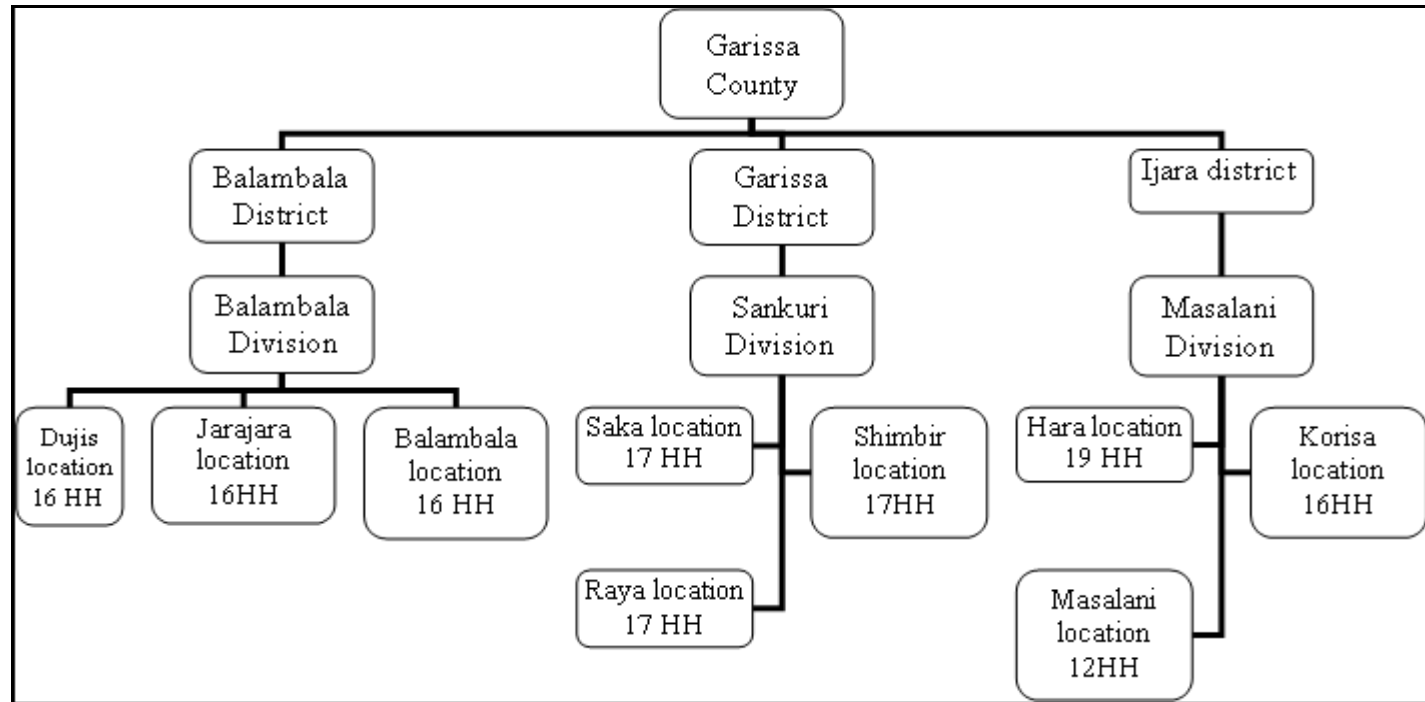 Garissa
County
Balambala
District
Garissa
District
Ijara district
Balambala
Division
Sankuri
Division
Masalani
Division
Dujis
location
16 HH
Jarajara
location
16HH
Balambala
location
16 HH
Saka location
17 HH
Shimbir
location
17HH
Raya location
17 HH
Hara location
19 HH
Korisa
location
16HH
Masalani
location
12HH